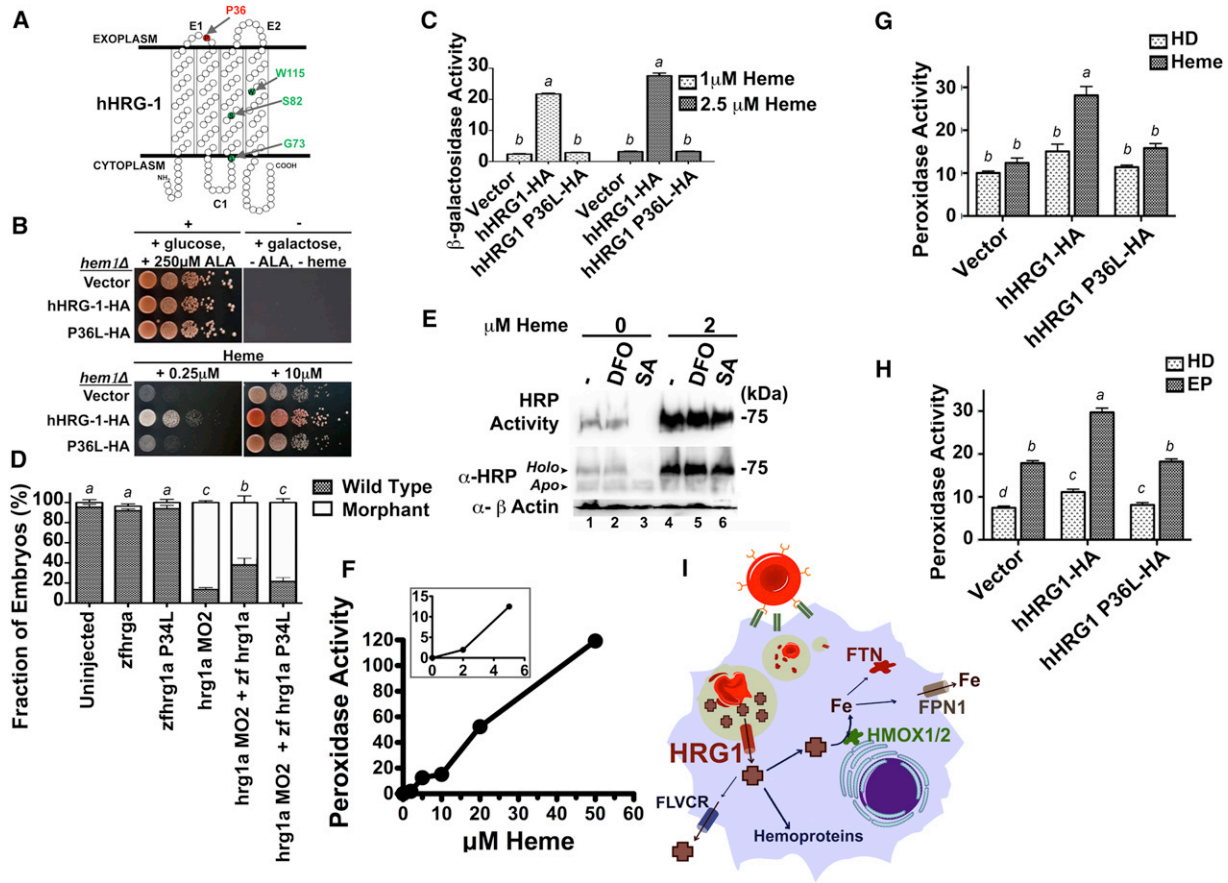 A
P36
E1
E2
EXOPLASM
W115
hHRG-1
S82
G73
CYTOPLASM
NH2
COOH
C1
B
+ -
+ glucose, + galactose,
hem1Δ + 250µM ALA - ALA, - heme
Vector
hHRG-1-HA
P36L-HA
Heme
hem1Δ + 0.25µM + 10µM
Vector
hHRG-1-HA
P36L-HA
C
β-galactosidase Activity
30
20
10
0
b a b b a b
1µM Heme
2.5 µM Heme
Vector
hHRG1-HA
hHRG1 P36L-HA
Vector
hHRG1-HA
hHRG1 P36L-HA
D
Fraction of Embryos (%)
100
80
60
40
20
0
a a a c b c
Wild Type
Morphant
Uninjected
zfhrga
zfhrg1a P34L
hrg1a MO2
hrg1a MO2 + zf hrg1a
hrg1a MO2 + zf hrg1a P34L
E
µM Heme 0 2
- DFO SA - DFO SA
(kDa)
HRP
Activity
-75
α-HRP
Holo
Apo
-75
α- β Actin
1 2 3 4 5 6
F
Peroxidase Activity
120
100
80
60
40
20
0
0 10 20 30 40 50 60
µM Heme
15
10
5
0
0 2 4 6
G
HD
Heme
Peroxidase Activity
30
20
10
0
b b b a b b
Vector
hHRG1-HA
hHRG1 P36L-HA
H
HD
EP
Peroxidase Activity
30
20
10
0
d b c a c b
Vector
hHRG1-HA
hHRG1 P36L-HA
I
FTN
Fe
Fe
FPN1
HMOX1/2
HRG1
FLVCR
Hemoproteins